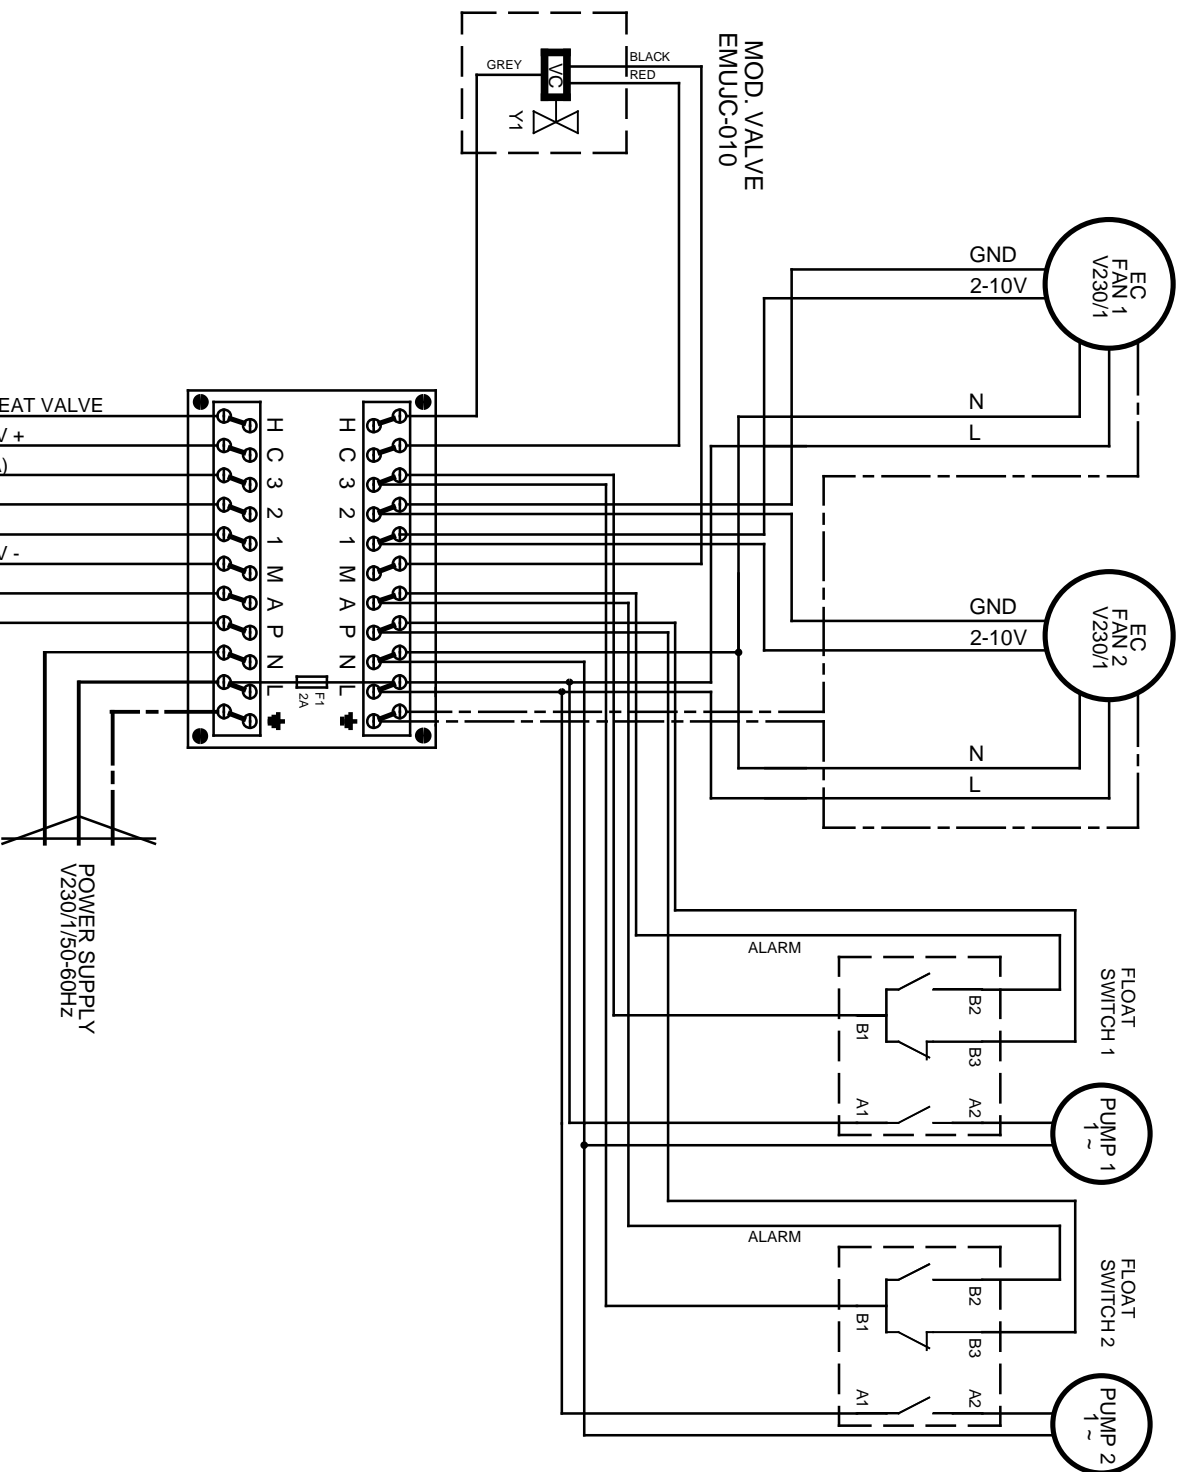 MOD. VALVE
EMUJC-010
BLACK
RED
GREY
VC
Y1
EC
FAN 1
V230/1
GND
2-10V
N
L
EC
FAN 2
V230/1
GND
2-10V
N
L
EAT VALVE
V +
)
V -
H
C
3
2
1
M
A
P
N
L
H
C
3
2
1
M
A
P
N
L
F1
2A
POWER SUPPLY
V230/1/50-60Hz
ALARM
FLOAT
SWITCH 1
B2
B1
B3
A1
A2
PUMP 1
1 ~
ALARM
FLOAT
SWITCH 2
B2
B1
B3
A1
A2
PUMP 2
1 ~